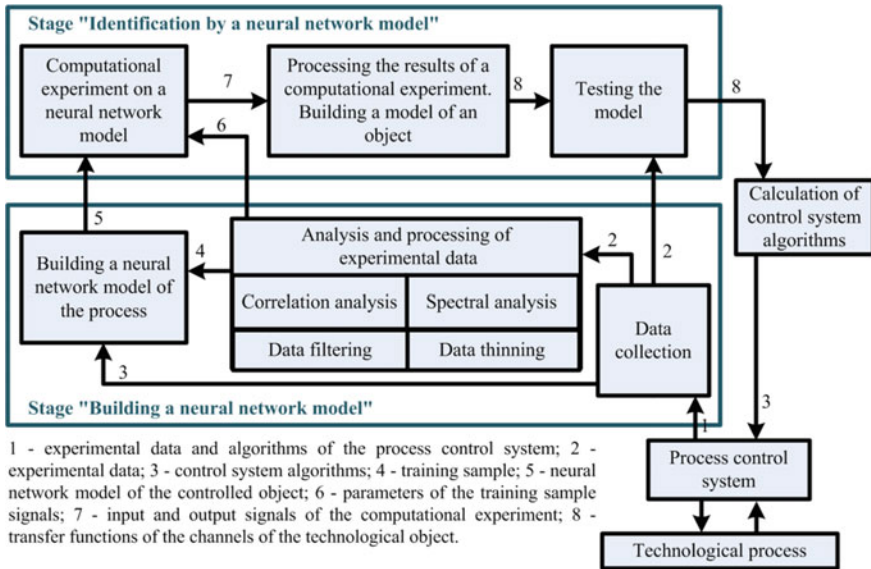 Stage "Identification by a neural network model"
Computational
experiment on a
neural network
model
7
6
Processing the results of a
computational experiment.
Building a model of an
object
8
Testing the
model
8
Calculation of
control system
algorithms
5
Building a neural
network model of
the process
4
Analysis and processing of
experimental data
Correlation analysis
Spectral analysis
Data filtering
Data thinning
2
2
Data
collection
3
Stage "Building a neural network model"
1
3
Process control
system
Technological process
1 - experimental data and algorithms of the process control system; 2 -
experimental data; 3 - control system algorithms; 4 - training sample; 5 - neural
network model of the controlled object; 6 - parameters of the training sample
signals; 7 - input and output signals of the computational experiment; 8 -
transfer functions of the channels of the technological object.